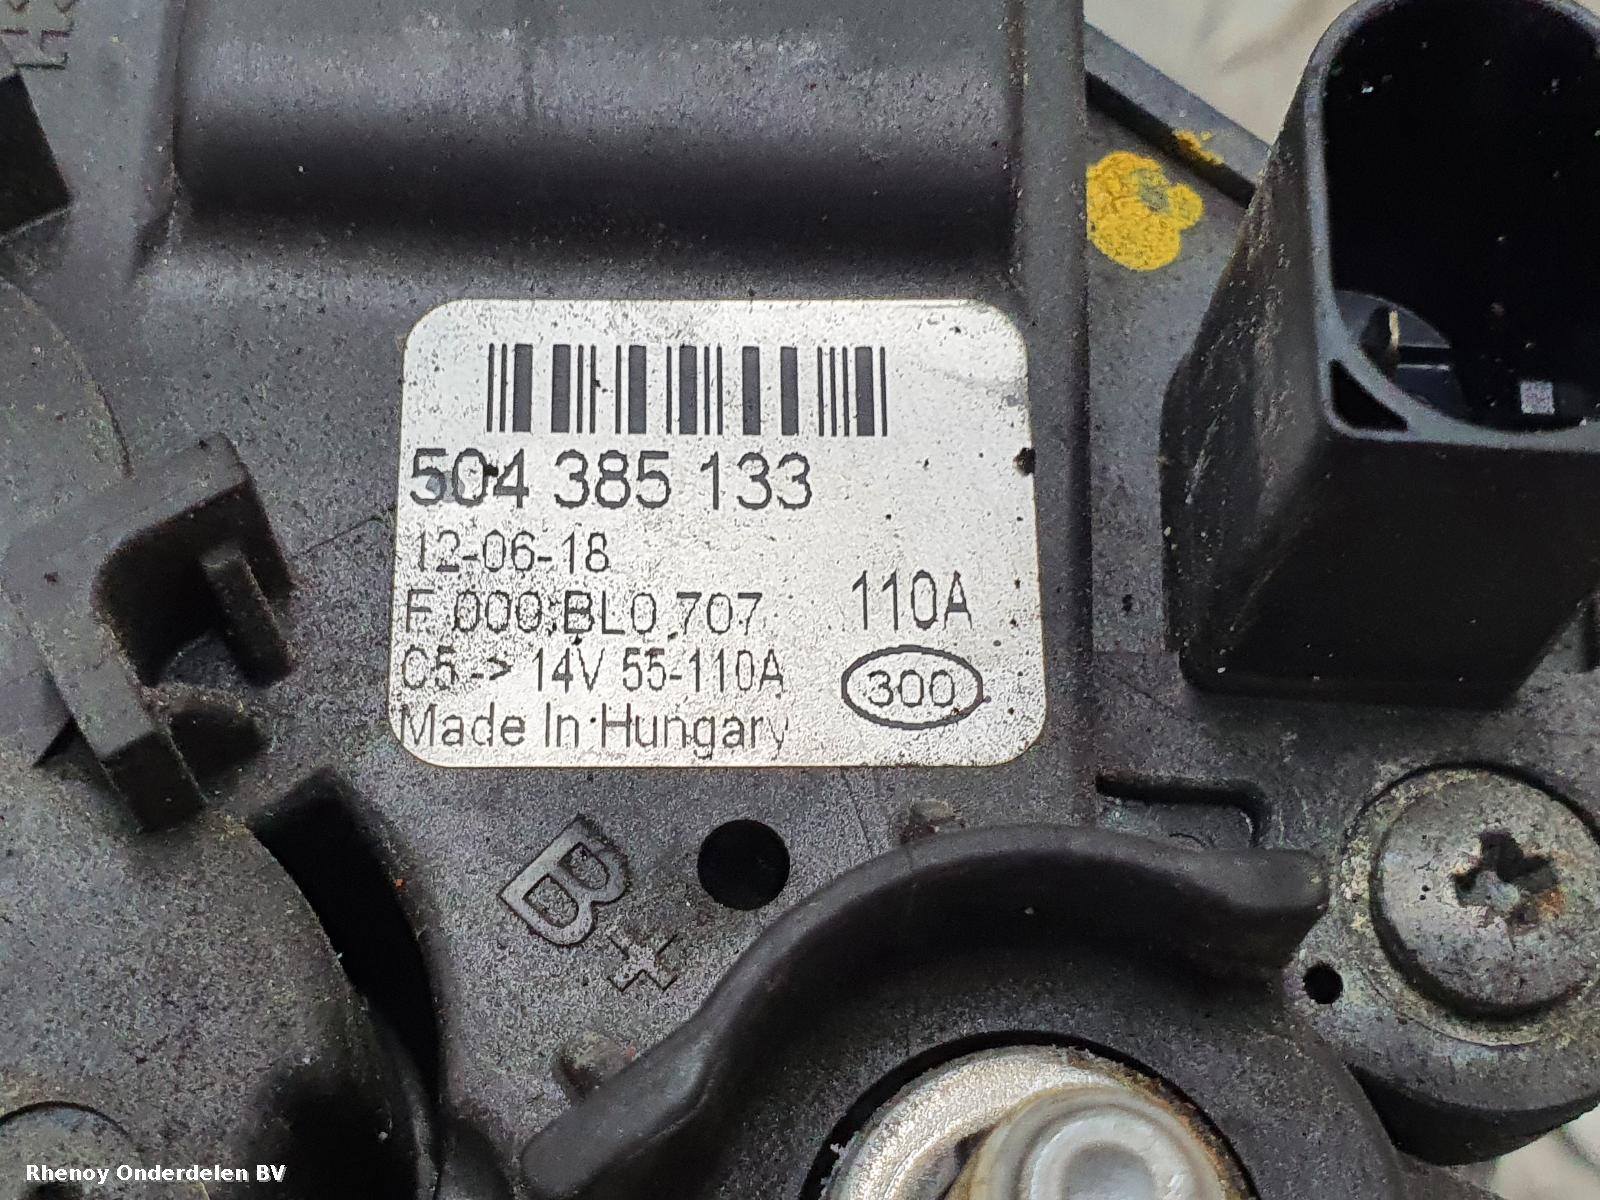 504 385 133
12-06-18
F 000 BL0 707
110A
C5-> 14V 55-110A
300
Made In Hungary
B+
Rhenoy Onderdelen BV